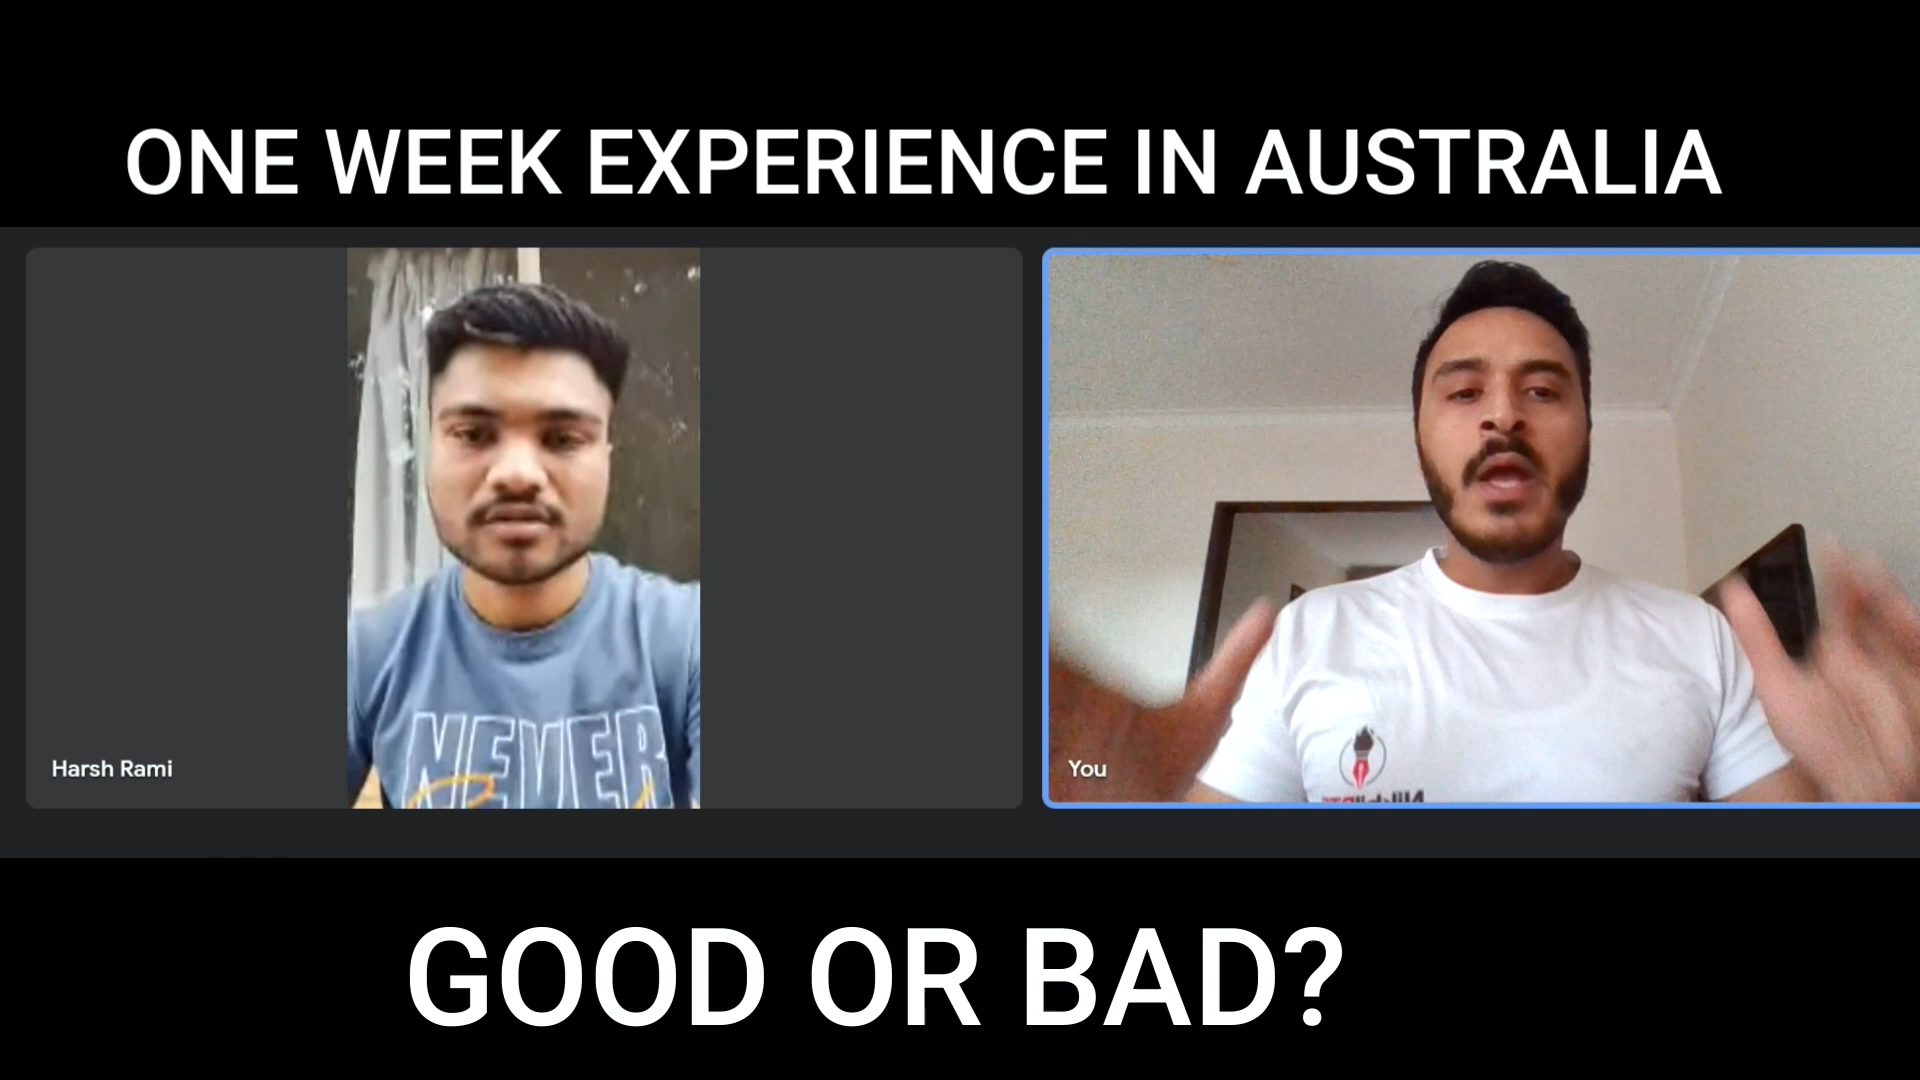 ONE WEEK EXPERIENCE IN AUSTRALIA
NEVER
Harsh Rami
You
GOOD OR BAD?